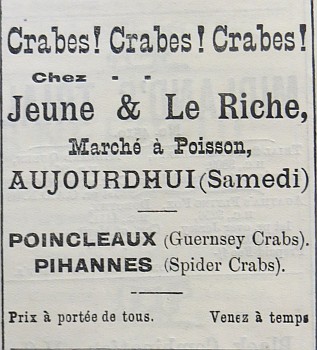 Crabes! Crabes! Crabes!
Chez - -
Jeune & Le Riche,
Marché à Poisson,
AUJOURDHUI (Samedi)
POINCLEAUX (Guernsey Crabs).
PIHANNES (Spider Crabs).
Prix à portée de tous. Venez à temps